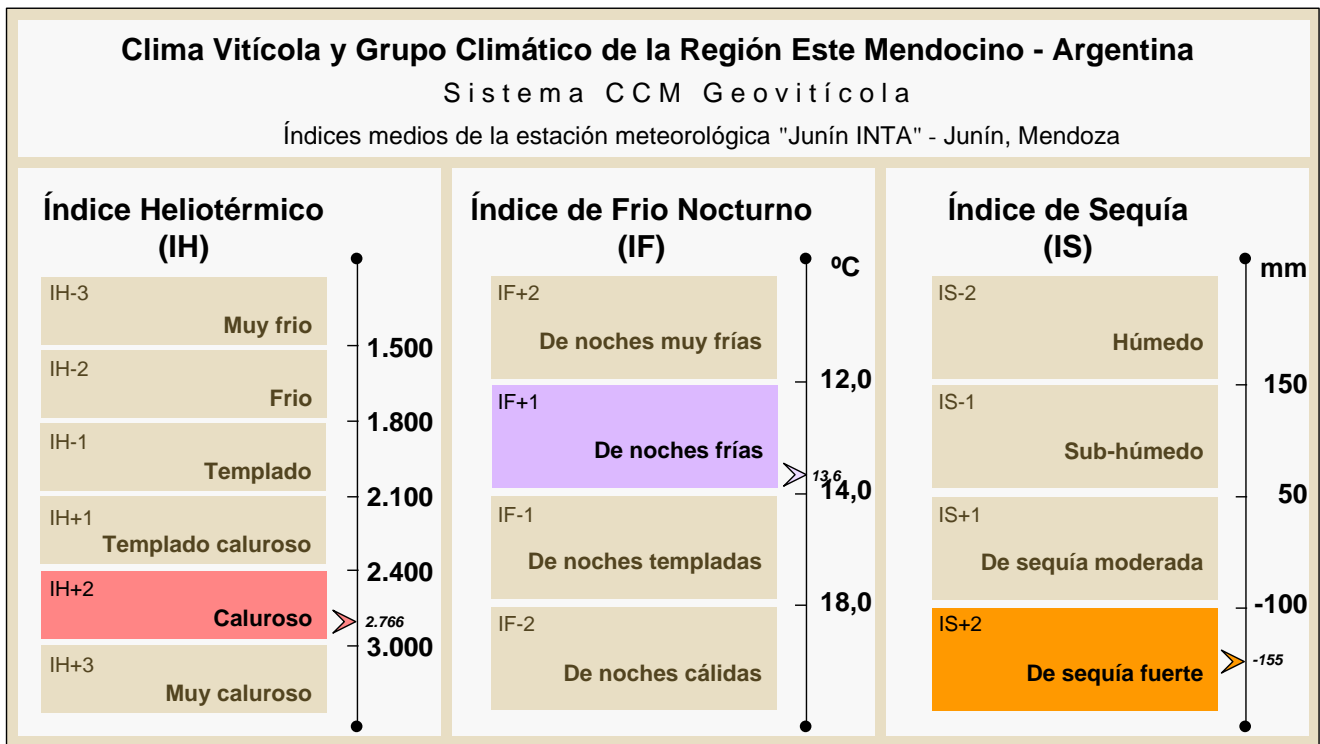 Clima Vitícola y Grupo Climático de la Región Este Mendocino - Argentina
Sistema CCM Geovitícola
Índices medios de la estación meteorológica "Junín INTA" - Junín, Mendoza
Índice Heliotérmico
(IH)
IH-3
Muy frio
1.500
IH-2
Frio
1.800
IH-1
Templado
2.100
IH+1
Templado caluroso
2.400
IH+2
Caluroso
2.766
3.000
IH+3
Muy caluroso
Índice de Frio Nocturno
(IF)
ºC
IF+2
De noches muy frías
12,0
IF+1
De noches frías
13,6
14,0
IF-1
De noches templadas
18,0
IF-2
De noches cálidas
Índice de Sequía
(IS)
mm
IS-2
Húmedo
150
IS-1
Sub-húmedo
50
IS+1
De sequía moderada
-100
IS+2
De sequía fuerte
-155